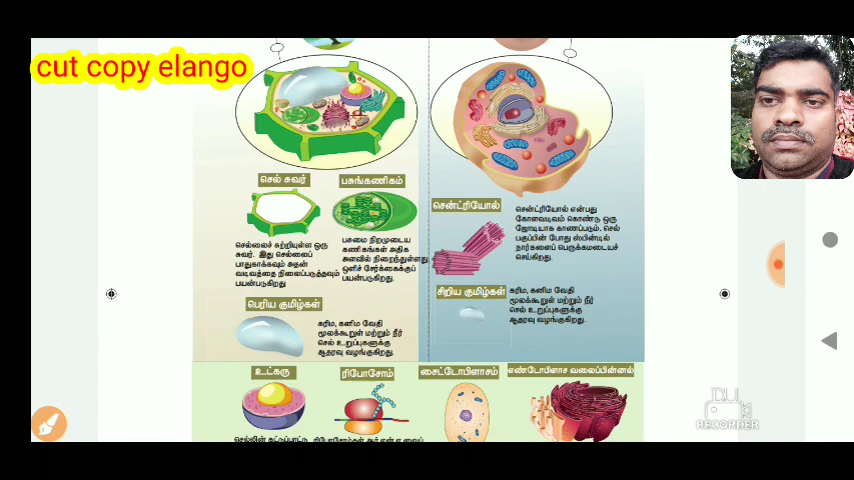 cut copy elango
செல் சுவர்
பசுங்கணிகம்
செல்லைச் சுற்றியுள்ள ஒரு
சுவர். இது செல்லைப்
பாதுகாக்கவும் அதன்
வடிவத்தை நிலைப்படுத்தவும்
பயன்படுகிறது
பசுமை நிறமுடைய
கணிகங்கள் அதிக
அளவில் நிறைந்துள்ளது.
ஒளிச் சேர்க்கைக்குப்
பயன்படுகிறது.
பெரிய குமிழ்கள்
கரிம, கனிம வேதி
மூலக்கூறுள் மற்றும் நீர்
செல் உறுப்புகளுக்கு
ஆதரவு வழங்குகிறது.
சென்ட்ரியோல்
சென்ட்ரியோல் என்பது
கோளவடிவம் கொண்டு ஒரு
ஜோடியாக காணப்படும். செல்
பகுப்பின் போது ஸ்பின்டில்
நார்களைப் பெருக்கமடையச்
செய்கிறது.
சிறிய குமிழ்கள்
கரிம, கனிம வேதி
மூலக்கூறுள் மற்றும் நீர்
செல் உறுப்புகளுக்கு
ஆதரவு வழங்குகிறது.
உட்கரு
ரிபோசோம்
சைட்டோபிளாசம்
எண்டோபிளாச வலைப்பின்னல்
DU
RECORDER